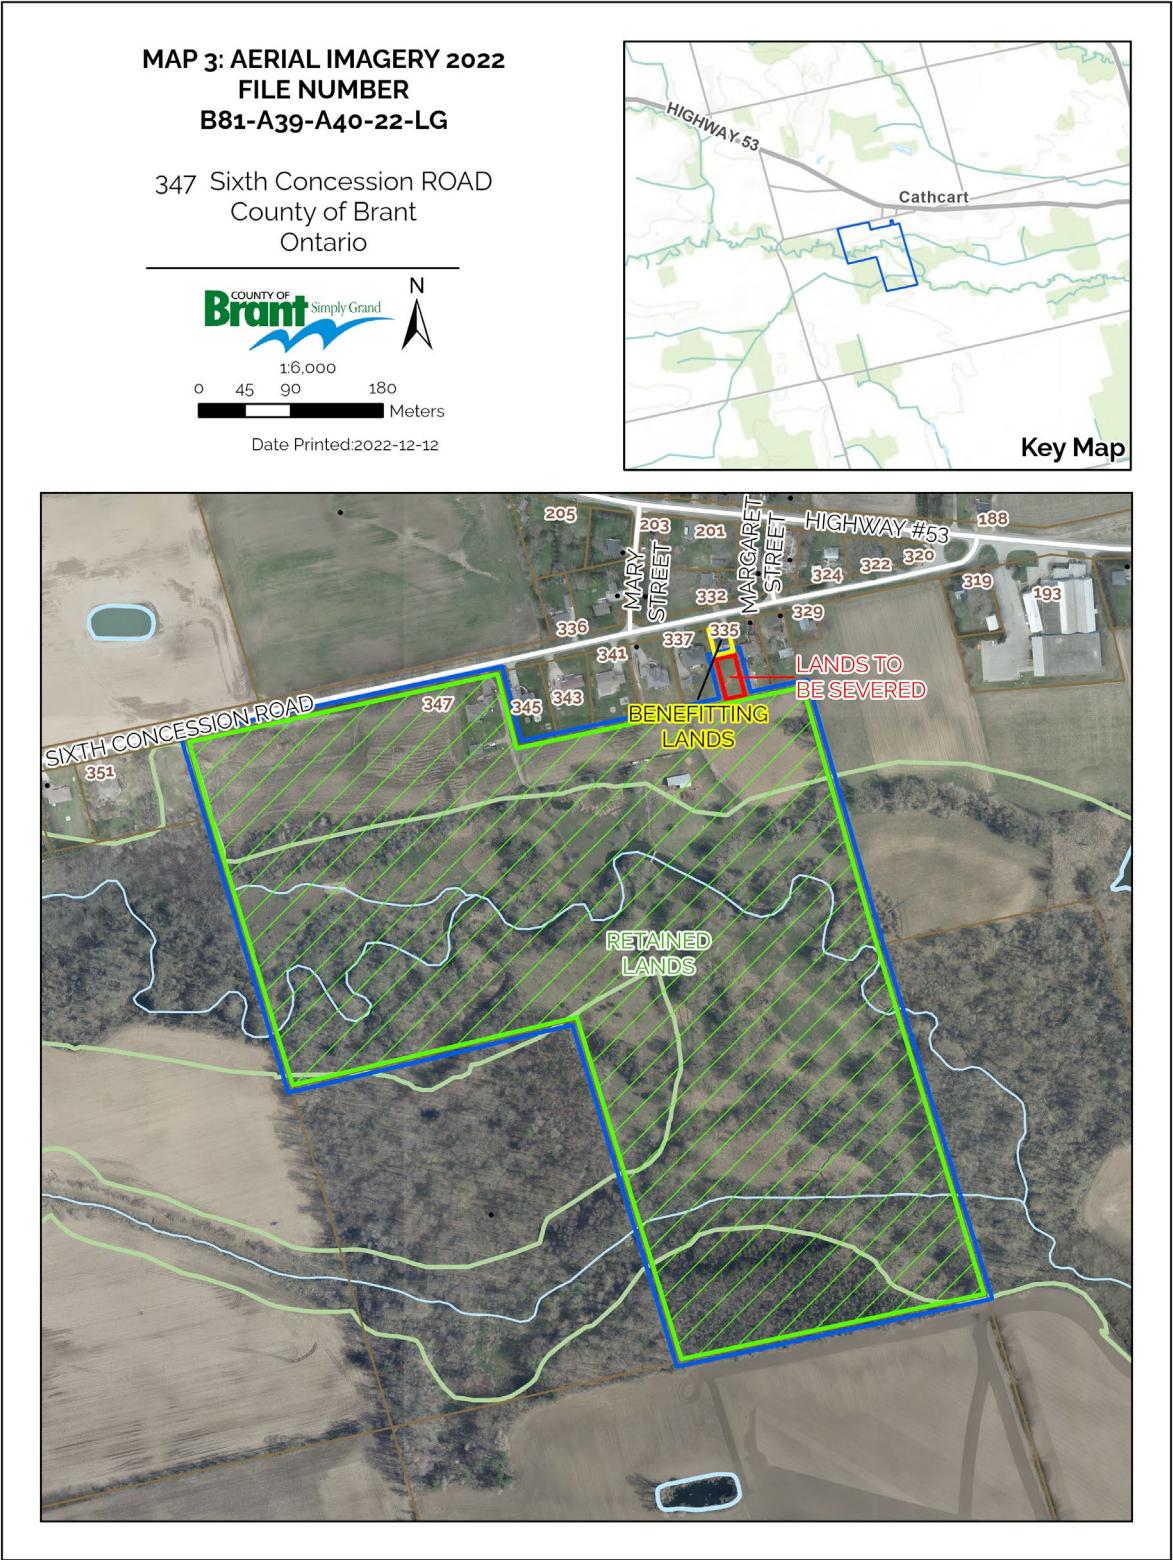 MAP 3: AERIAL IMAGERY 2022
FILE NUMBER
B81-A39-A40-22-LG
347 Sixth Concession ROAD
County of Brant
Ontario
COUNTY OF
Brant Simply Grand
N
1:6,000
0 45 90 180
Meters
Date Printed:2022-12-12
HIGHWAY 53
Cathcart
Key Map
205
203
201
188
MARY
STREET
MARGARET
STREET
HIGHWAY #53
320
322
324
319
193
332
329
336
335
337
341
LANDS TO
BE SEVERED
343
345
347
BENEFITTING
LANDS
SIXTH CONCESSION ROAD
351
RETAINED
LANDS